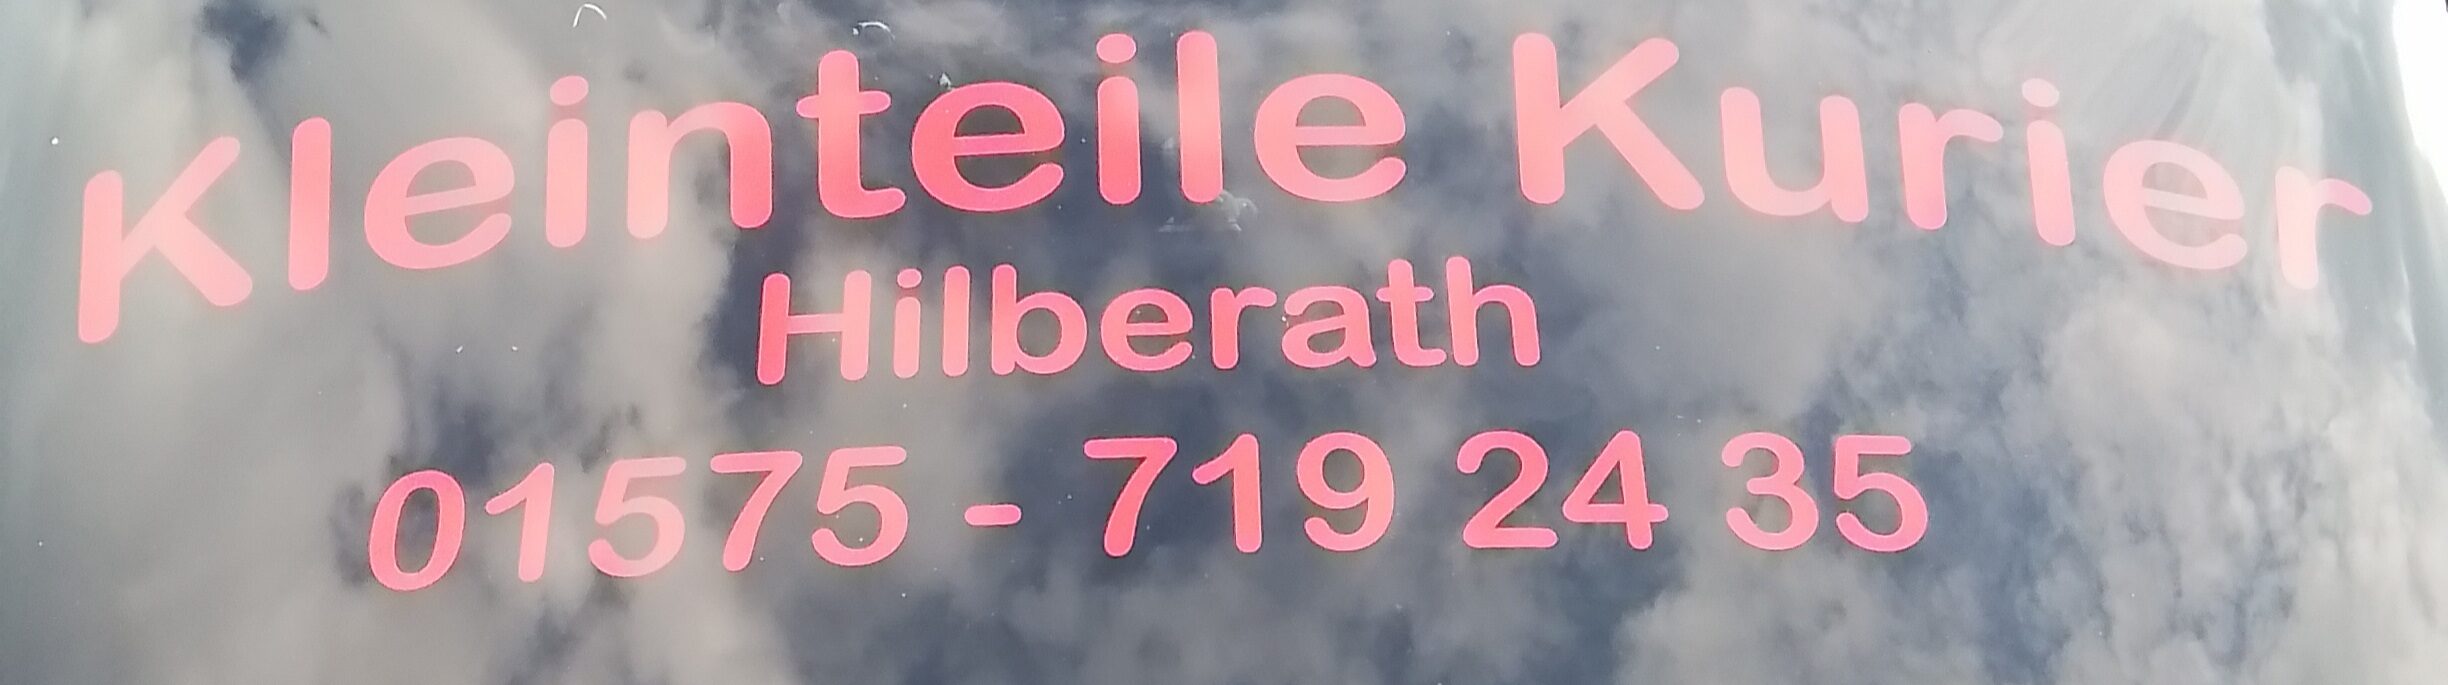 Kleinteile Kurier
Hilberath
01575 - 719 24 35